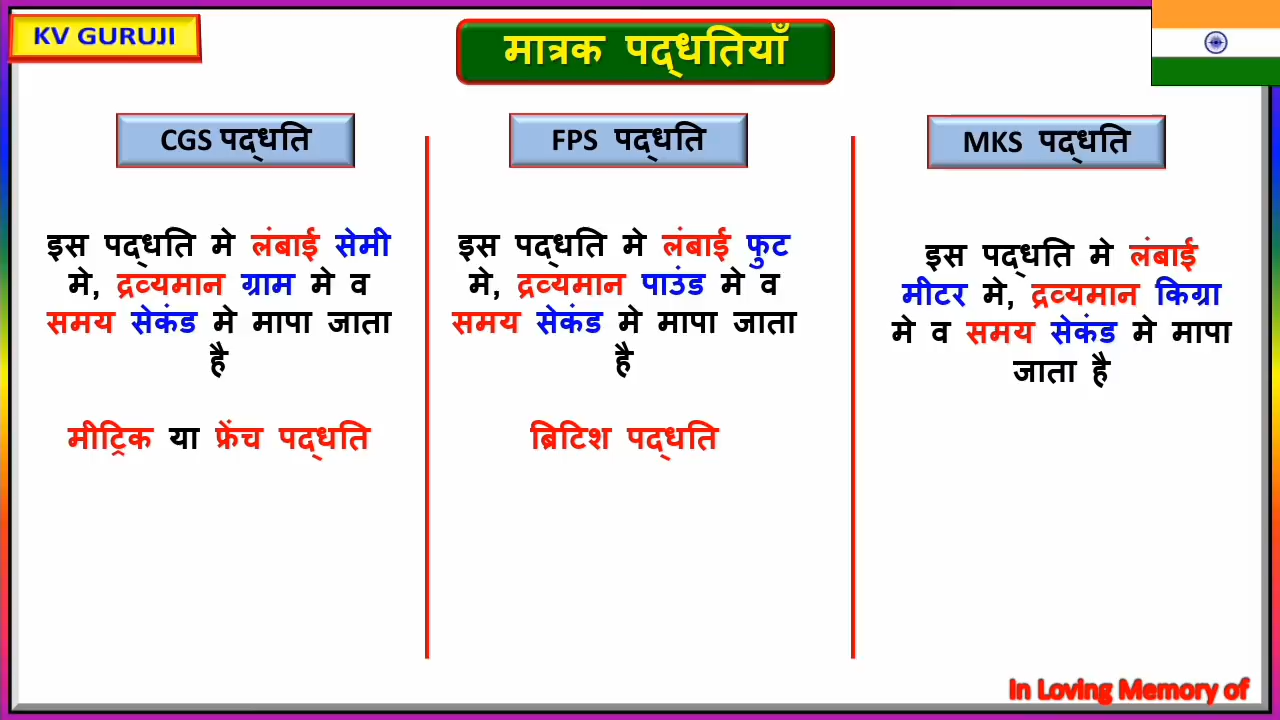 KV GURUJI
मात्रक पद्धतियाँ
CGS पद्धति
इस पद्धति मे लंबाई सेमी
मे, द्रव्यमान ग्राम मे व
समय सेकंड मे मापा जाता
है
मीट्रिक या फ्रेंच पद्धति
FPS पद्धति
इस पद्धति मे लंबाई फुट
मे, द्रव्यमान पाउंड मे व
समय सेकंड मे मापा जाता
है
ब्रिटिश पद्धति
MKS पद्धति
इस पद्धति मे लंबाई
मीटर मे, द्रव्यमान किग्रा
मे व समय सेकंड मे मापा
जाता है
In Loving Memory of